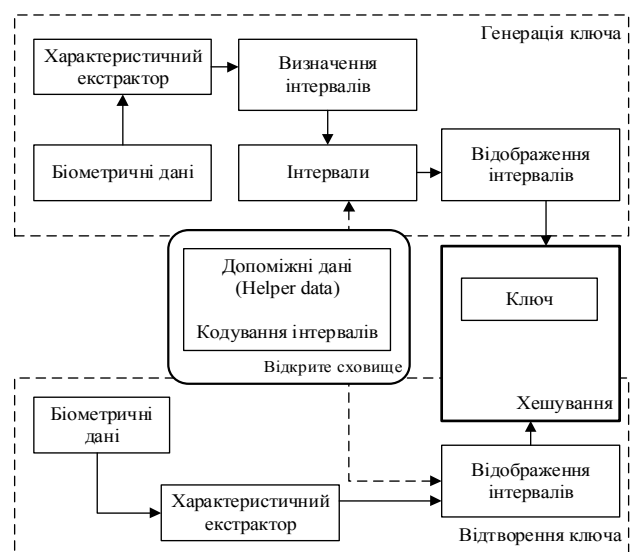 Генерація ключа
Характеристичний
екстрактор
Визначення
інтервалів
Біометричні дані
Інтервали
Відображення
інтервалів
Допоміжні дані
(Helper data)
Кодування інтервалів
Відкрите сховище
Ключ
Хешування
Біометричні
дані
Характеристичний
екстрактор
Відображення
інтервалів
Відтворення ключа